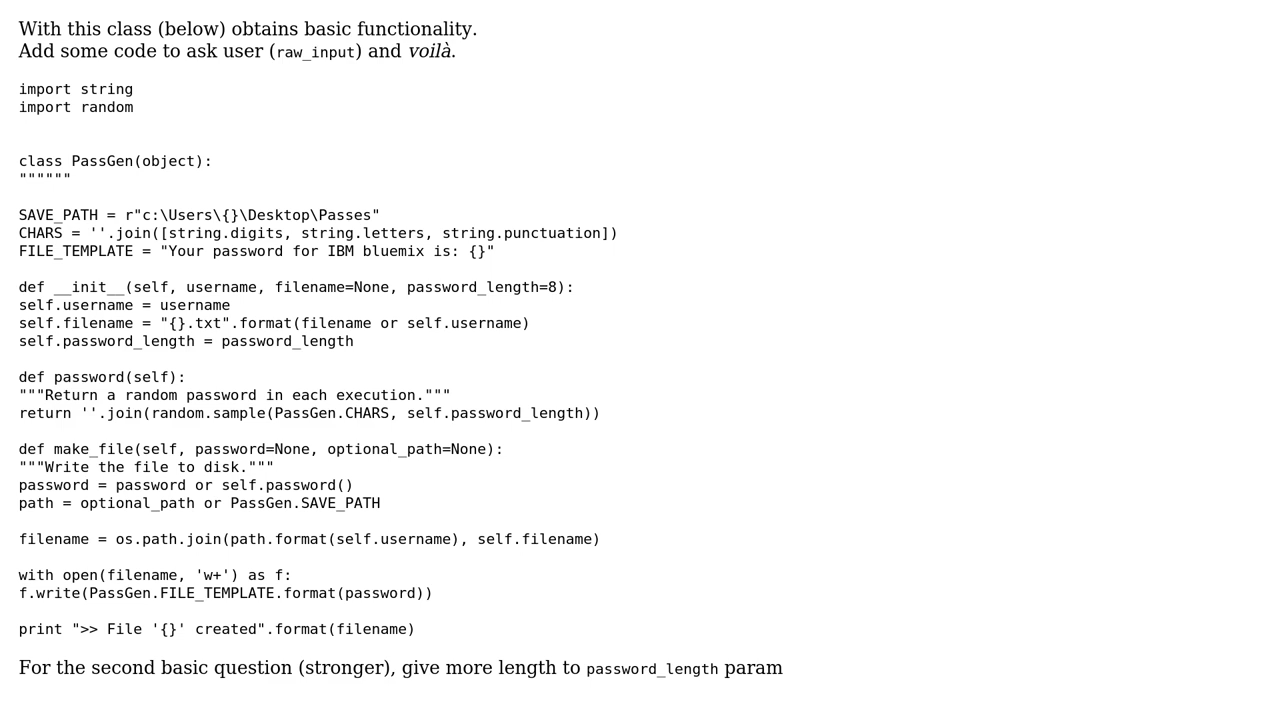 With this class (below) obtains basic functionality.
Add some code to ask user (raw_input) and voilà.
import string
import random
class PassGen(object):
""""""
SAVE_PATH = r"c:\Users\{}\Desktop\Passes"
CHARS = ''.join([string.digits, string.letters, string.punctuation])
FILE_TEMPLATE = "Your password for IBM bluemix is: {}"
def __init__(self, username, filename=None, password_length=8):
self.username = username
self.filename = "{}.txt".format(filename or self.username)
self.password_length = password_length
def password(self):
"""Return a random password in each execution."""
return ''.join(random.sample(PassGen.CHARS, self.password_length))
def make_file(self, password=None, optional_path=None):
"""Write the file to disk."""
password = password or self.password()
path = optional_path or PassGen.SAVE_PATH
filename = os.path.join(path.format(self.username), self.filename)
with open(filename, 'w+') as f:
f.write(PassGen.FILE_TEMPLATE.format(password))
print ">> File '{}' created".format(filename)
For the second basic question (stronger), give more length to password_length param